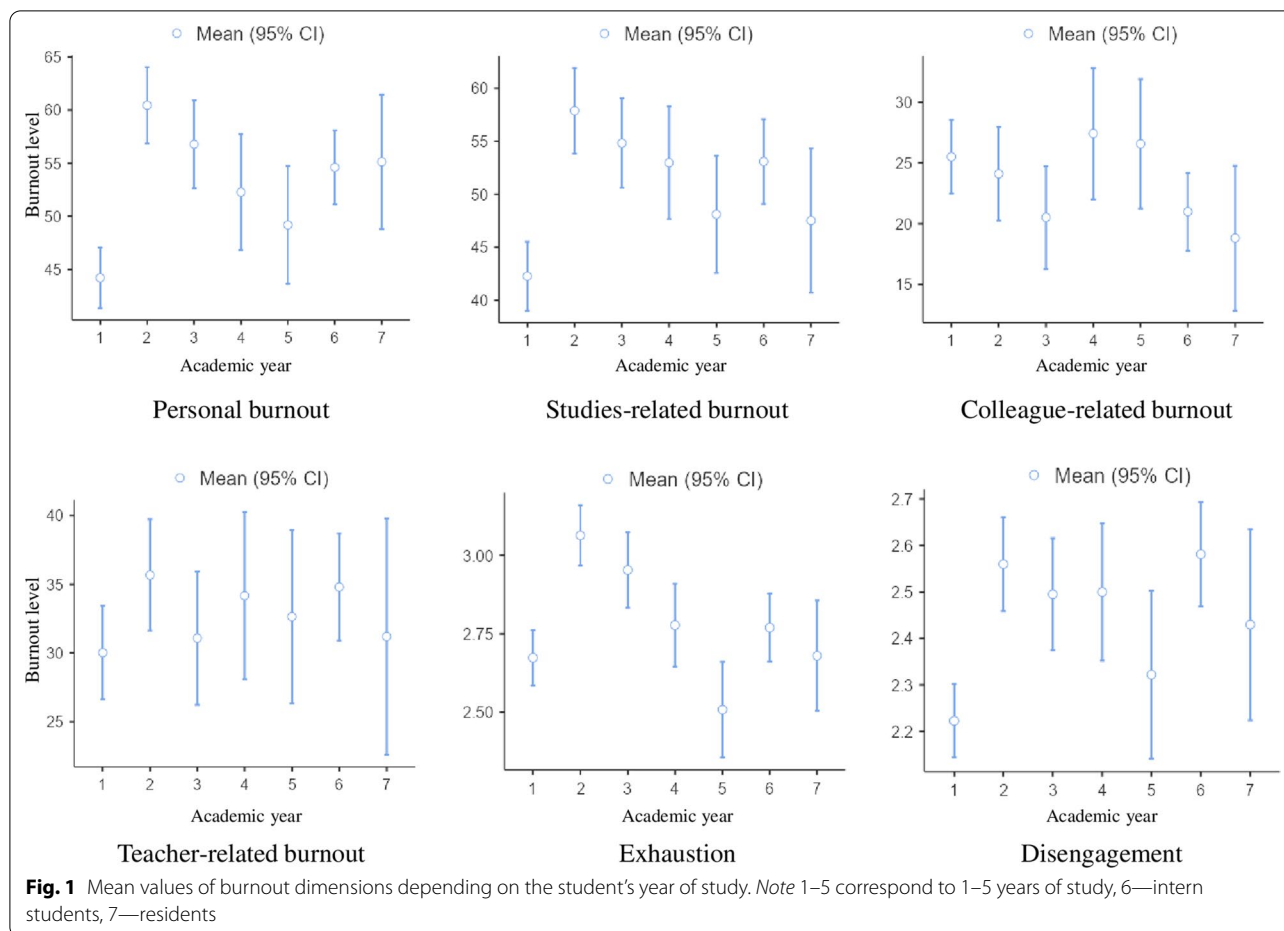 Mean (95% CI)
65
60
55
50
45
Burnout level
1 2 3 4 5 6 7
Academic year
Personal burnout
Mean (95% CI)
60
55
50
45
40
1 2 3 4 5 6 7
Academic year
Studies-related burnout
Mean (95% CI)
30
25
20
15
1 2 3 4 5 6 7
Academic year
Colleague-related burnout
Mean (95% CI)
40
35
30
25
Burnout level
1 2 3 4 5 6 7
Academic year
Teacher-related burnout
Mean (95% CI)
3.00
2.75
2.50
1 2 3 4 5 6 7
Academic year
Exhaustion
Mean (95% CI)
2.7
2.6
2.5
2.4
2.3
2.2
1 2 3 4 5 6 7
Academic year
Disengagement
Fig. 1 Mean values of burnout dimensions depending on the student’s year of study. Note 1–5 correspond to 1–5 years of study, 6—intern
students, 7—residents